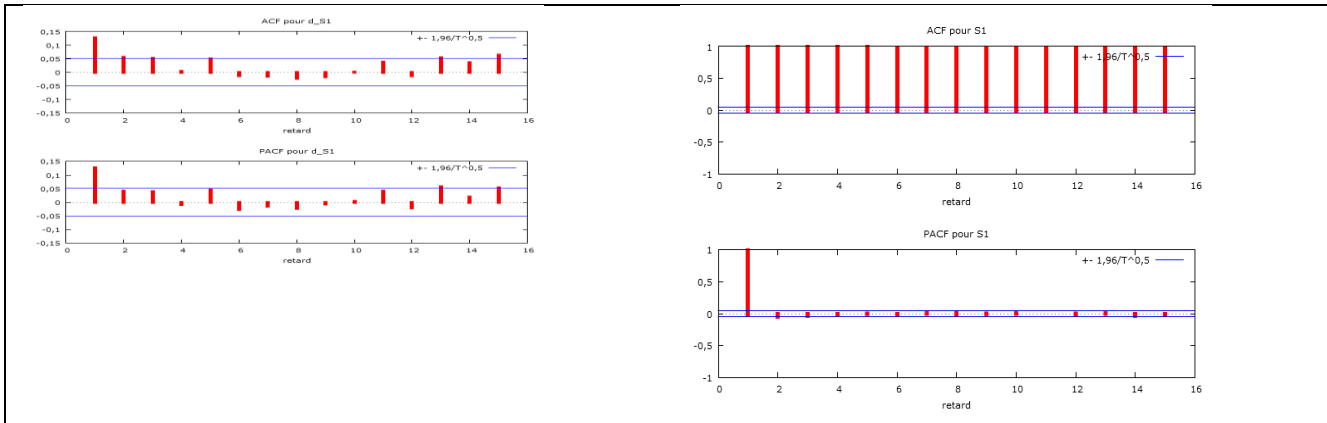 ACF pour d_S1
+- 1,96/T^0,5
0,15
0,1
0,05
0
-0,05
-0,1
-0,15
0 2 4 6 8 10 12 14 16
retard
PACF pour d_S1
+- 1,96/T^0,5
0,15
0,1
0,05
0
-0,05
-0,1
-0,15
0 2 4 6 8 10 12 14 16
retard
ACF pour S1
+- 1,96/T^0,5
1
0,5
0
-0,5
-1
0 2 4 6 8 10 12 14 16
retard
PACF pour S1
+- 1,96/T^0,5
1
0,5
0
-0,5
-1
0 2 4 6 8 10 12 14 16
retard